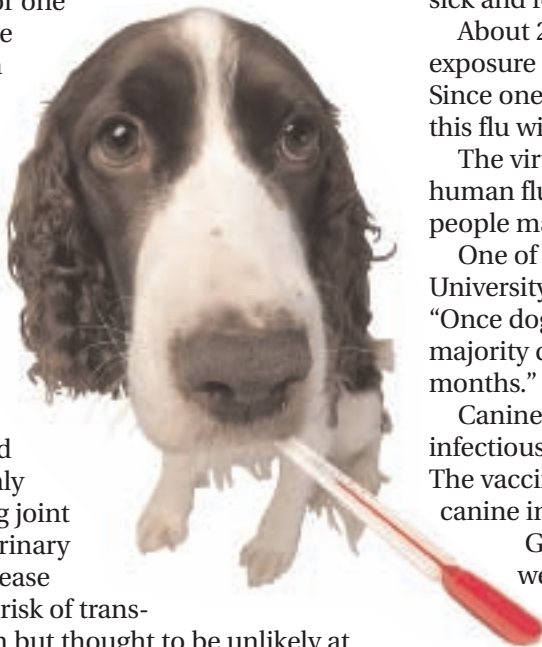 or one
e
d
ly
g joint
rinary
ease
risk of trans-
but thought to be unlikely at
sick and
About 2
exposure
Since one
this flu wi
The vir
human flu
people ma
One of
University
“Once dog
majority
months.”
Canine
infectious
The vacci
canine in
G
we